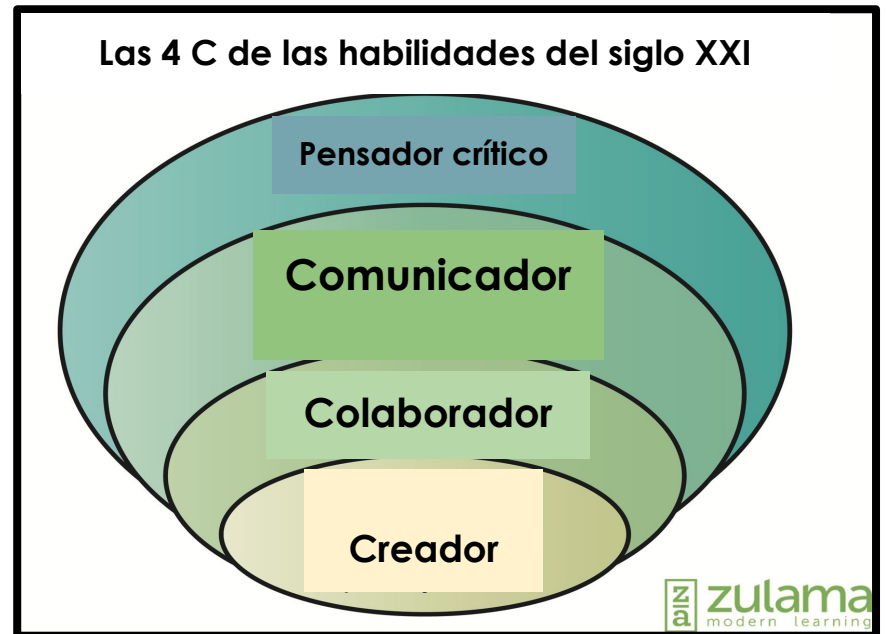 Las 4 C de las habilidades del siglo XXI
Pensador crítico
Comunicador
Colaborador
Creador
zulama
modern learning